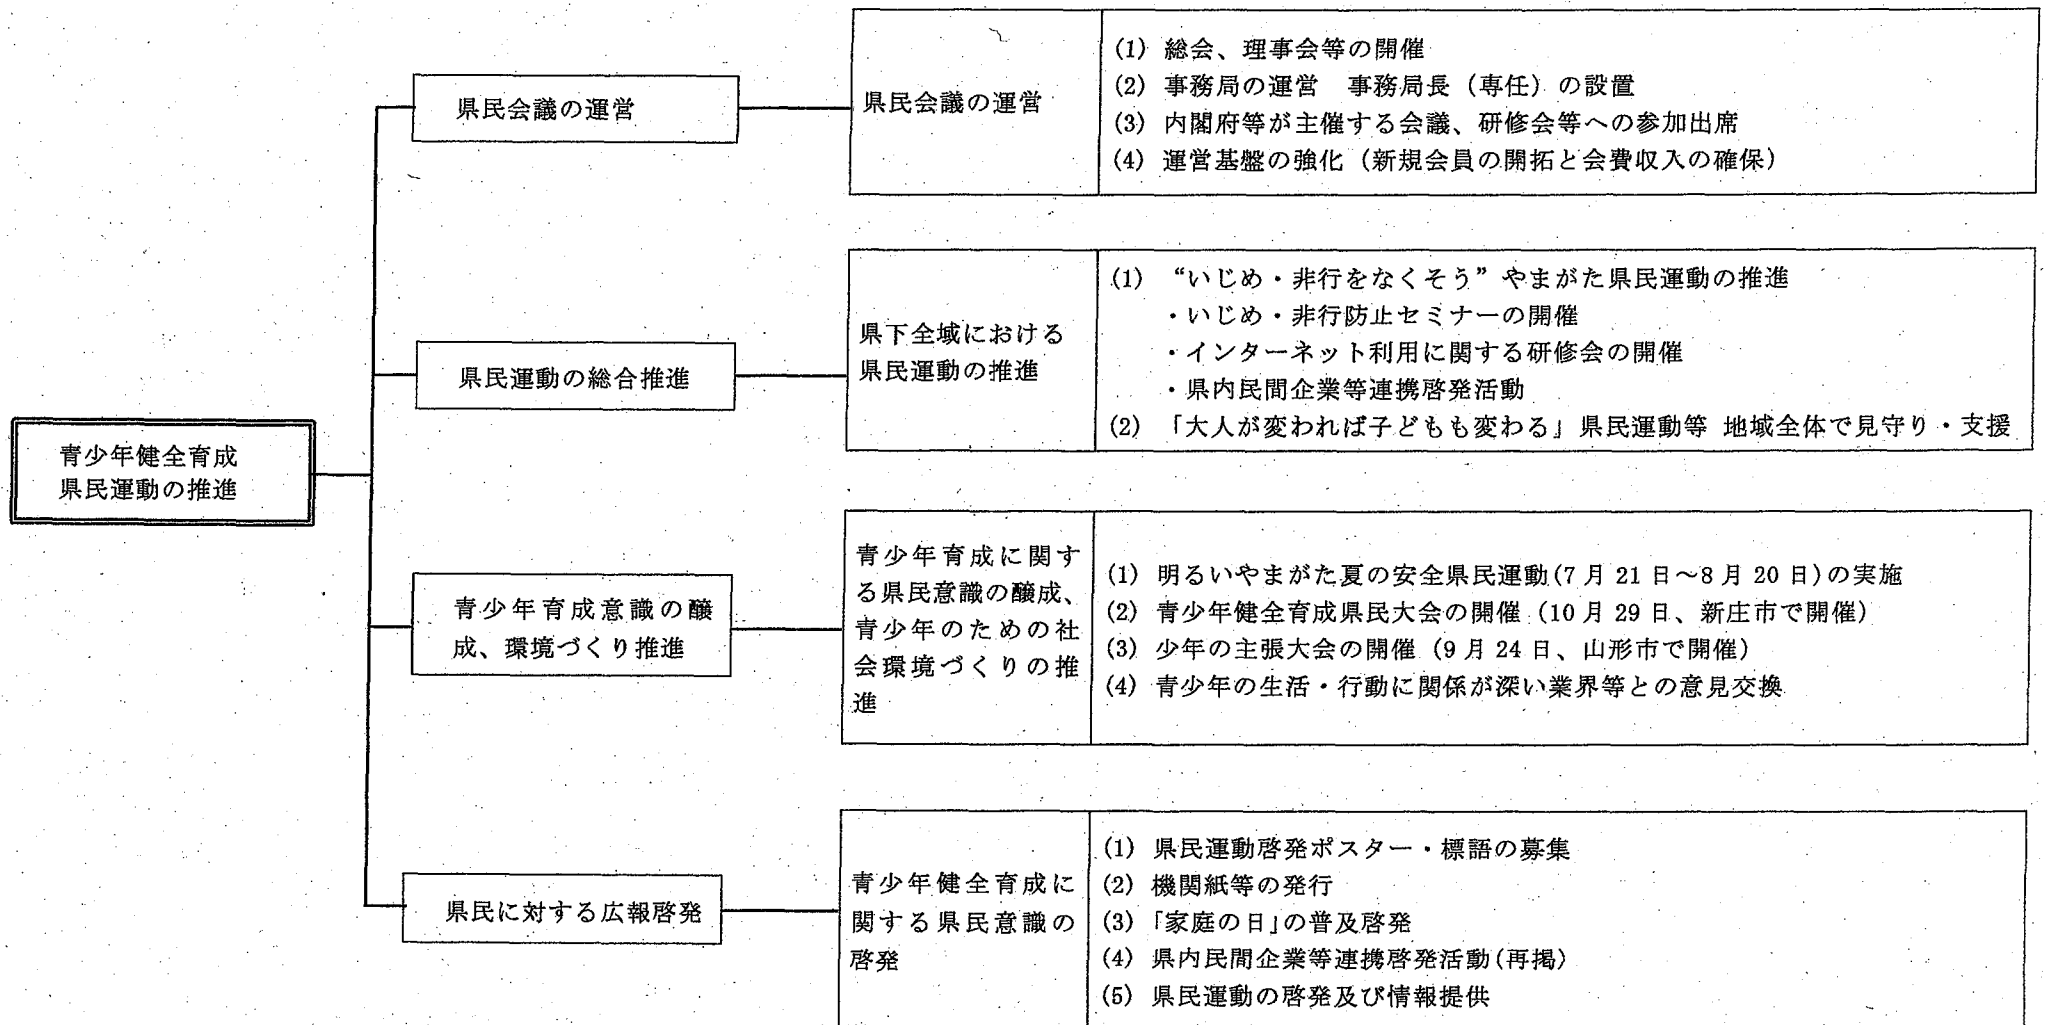 青少年健全育成
県民運動の推進
県民会議の運営
県民会議の運営
(1) 総会、理事会等の開催
(2) 事務局の運営　事務局長（専任）の設置
(3) 内閣府等が主催する会議、研修会等への参加出席
(4) 運営基盤の強化（新規会員の開拓と会費収入の確保）
県民運動の総合推進
県下全域における
県民運動の推進
(1) “いじめ・非行をなくそう”やまがた県民運動の推進
・いじめ・非行防止セミナーの開催
・インターネット利用に関する研修会の開催
・県内民間企業等連携啓発活動
(2) 「大人が変われば子どもも変わる」県民運動等 地域全体で見守り・支援
青少年育成意識の醸
成、環境づくり推進
青少年育成に関す
る県民意識の醸成、
青少年のための社
会環境づくりの推
進
(1) 明るいやまがた夏の安全県民運動(7月21日～8月20日)の実施
(2) 青少年健全育成県民大会の開催（10月29日、新庄市で開催）
(3) 少年の主張大会の開催（9月24日、山形市で開催）
(4) 青少年の生活・行動に関係が深い業界等との意見交換
県民に対する広報啓発
青少年健全育成に
関する県民意識の
啓発
(1) 県民運動啓発ポスター・標語の募集
(2) 機関紙等の発行
(3) 「家庭の日」の普及啓発
(4) 県内民間企業等連携啓発活動(再掲)
(5) 県民運動の啓発及び情報提供